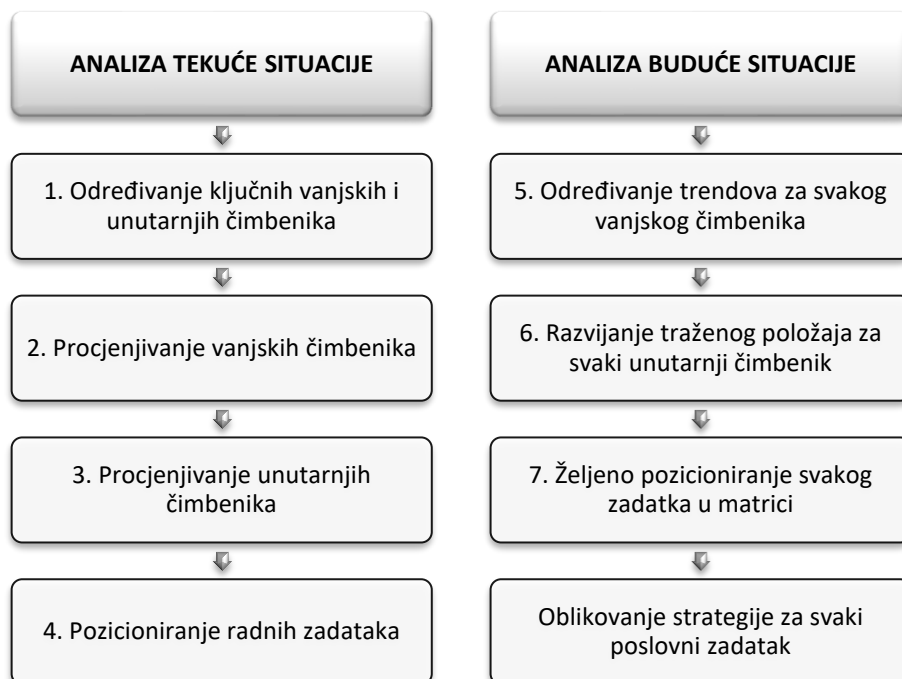 ANALIZA TEKUĆE SITUACIJE
1. Određivanje ključnih vanjskih i
unutarnjih čimbenika
2. Procjenjivanje vanjskih čimbenika
3. Procjenjivanje unutarnjih
čimbenika
4. Pozicioniranje radnih zadataka
ANALIZA BUDUĆE SITUACIJE
5. Određivanje trendova za svakog
vanjskog čimbenika
6. Razvijanje traženog položaja za
svaki unutarnji čimbenik
7. Željeno pozicioniranje svakog
zadatka u matrici
Oblikovanje strategije za svaki
poslovni zadatak